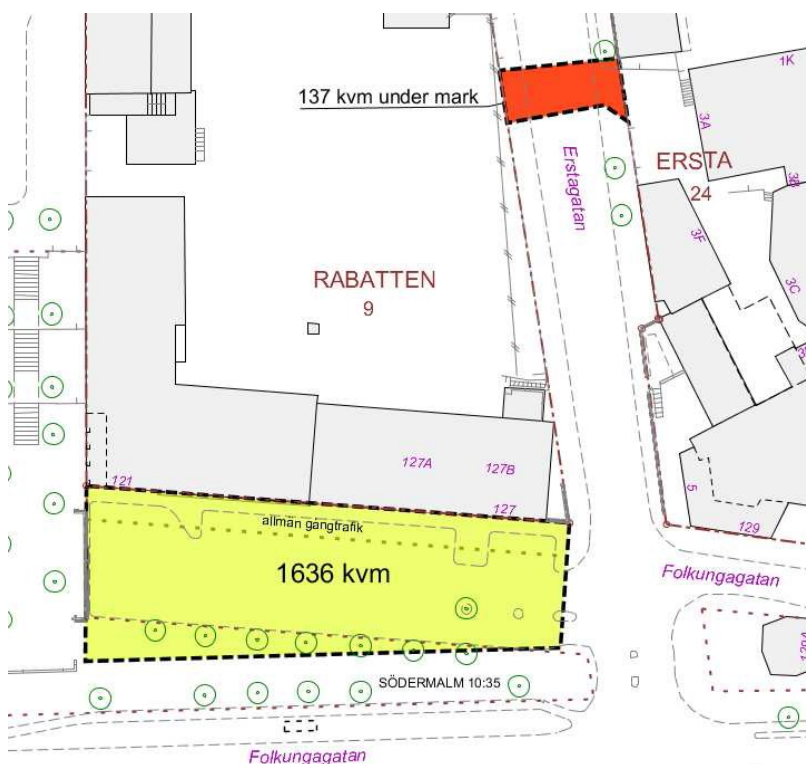 1K
137 kvm under mark
3A
Erstagatan
ERSTA
24
3B
3F
RABATTEN
9
3C
127A
127B
121
127
5
129
allmän gångtrafik
1636 kvm
Folkungagatan
SÖDERMALM 10:35
Folkungagatan